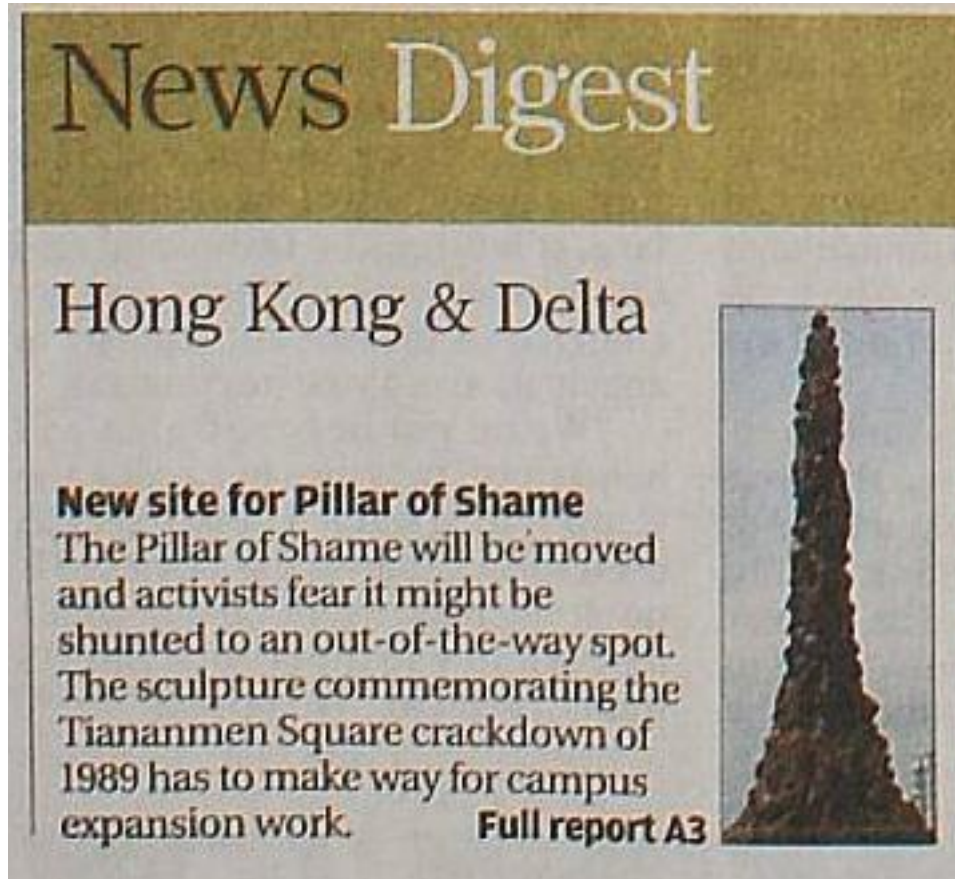 News Digest
Hong Kong & Delta
New site for Pillar of Shame
The Pillar of Shame will be moved
and activists fear it might be
shunted to an out-of-the-way spot.
The sculpture commemorating the
Tiananmen Square crackdown of
1989 has to make way for campus
expansion work. Full report A3